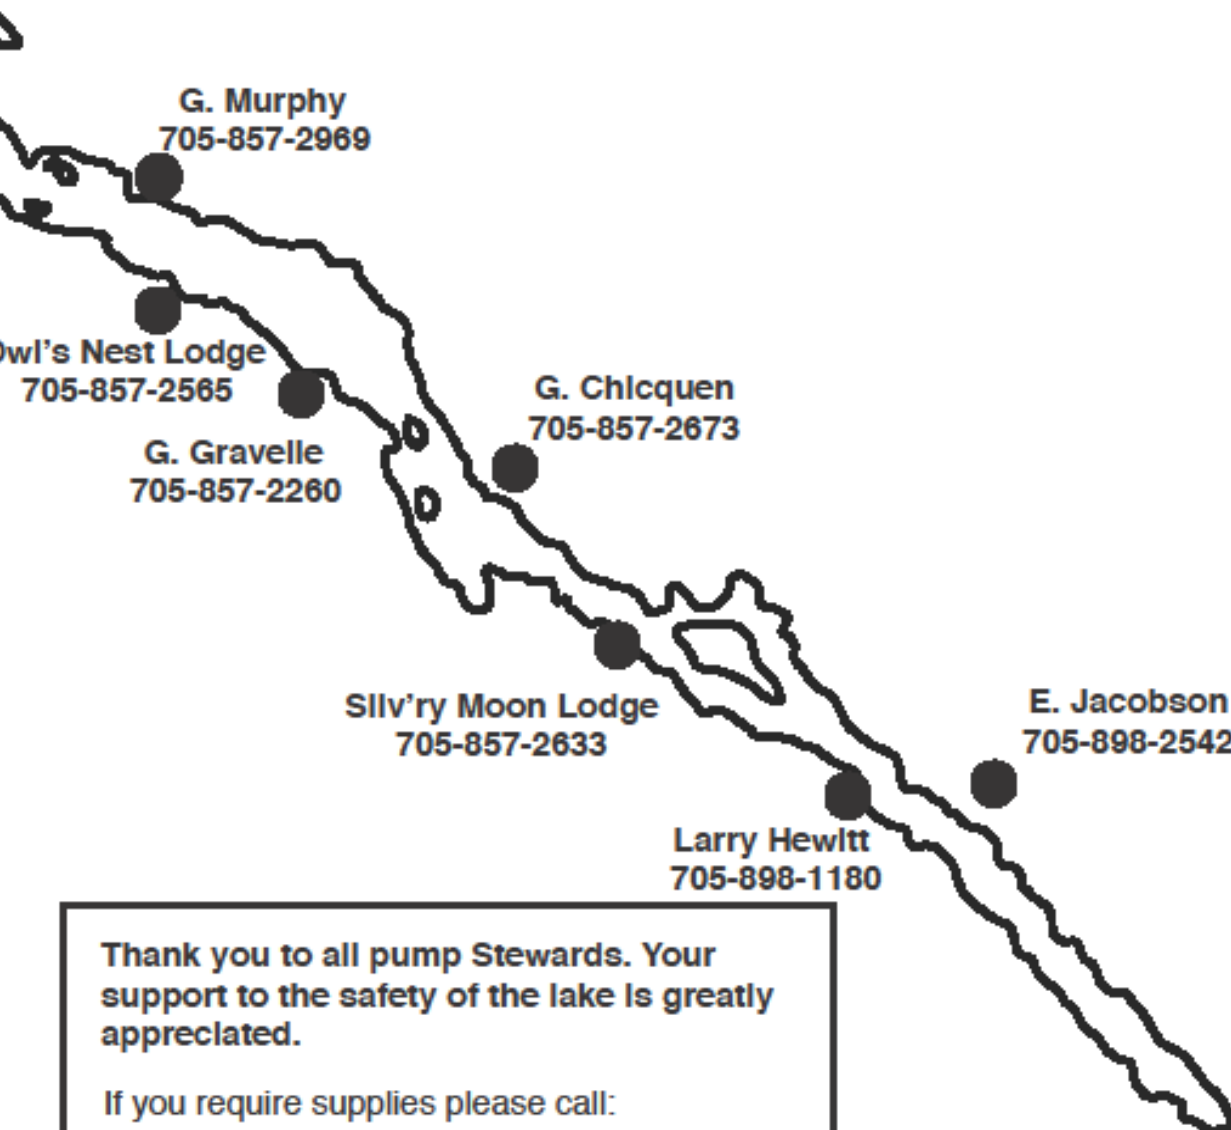 G. Murphy
705-857-2969
Owl's Nest Lodge
705-857-2565
G. Chicquen
705-857-2673
G. Gravelle
705-857-2260
Silv'ry Moon Lodge
705-857-2633
E. Jacobson
705-898-2542
Larry Hewitt
705-898-1180
Thank you to all pump Stewards. Your
support to the safety of the lake is greatly
appreciated.
If you require supplies please call: